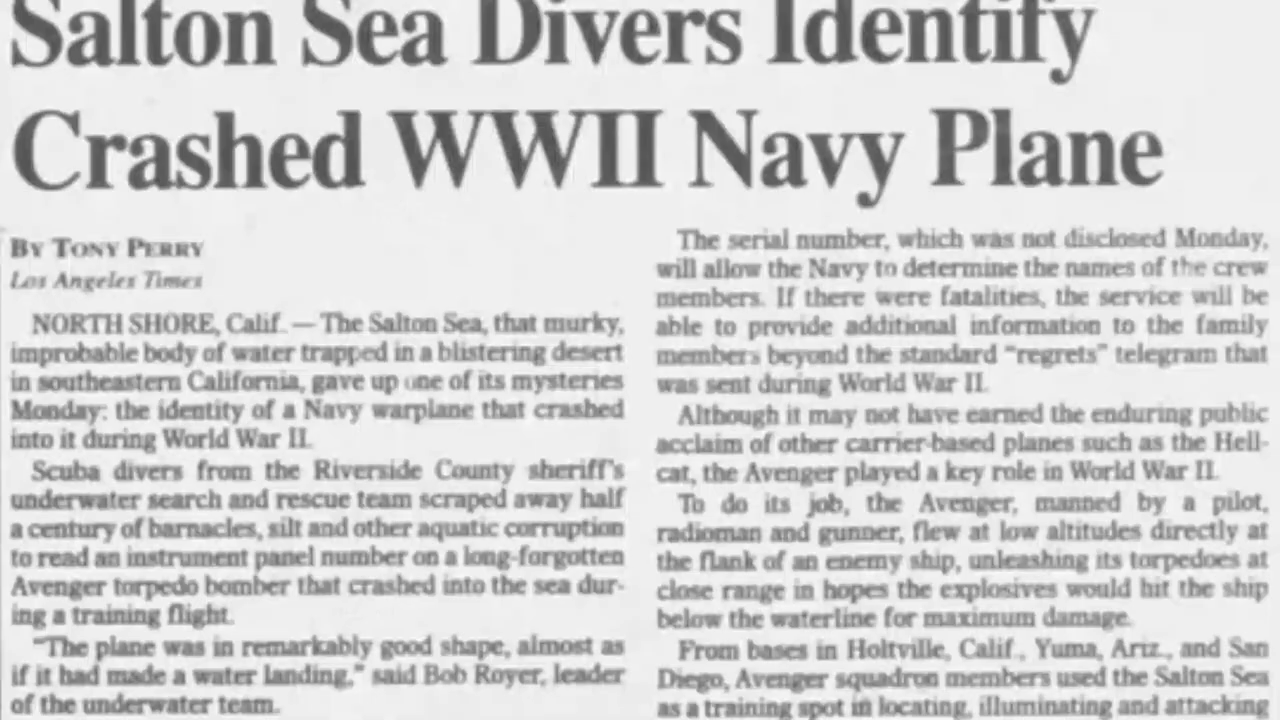 Salton Sea Divers Identify
Crashed WWII Navy Plane
BY TONY PERRY
Los Angeles Times
NORTH SHORE, Calif. — The Salton Sea, that murky,
improbable body of water trapped in a blistering desert
in southeastern California, gave up one of its mysteries
Monday: the identity of a Navy warplane that crashed
into it during World War II.
Scuba divers from the Riverside County sheriff's
underwater search and rescue team scraped away half
a century of barnacles, silt and other aquatic corruption
to read an instrument panel number on a long-forgotten
Avenger torpedo bomber that crashed into the sea dur-
ing a training flight.
"The plane was in remarkably good shape, almost as
if it had made a water landing," said Bob Royer, leader
of the underwater team.
The serial number, which was not disclosed Monday,
will allow the Navy to determine the names of the crew
members. If there were fatalities, the service will be
able to provide additional information to the family
members beyond the standard "regrets" telegram that
was sent during World War II.
Although it may not have earned the enduring public
acclaim of other carrier-based planes such as the Hell-
cat, the Avenger played a key role in World War II.
To do its job, the Avenger, manned by a pilot,
radioman and gunner, flew at low altitudes directly at
the flank of an enemy ship, unleashing its torpedoes at
close range in hopes the explosives would hit the ship
below the waterline for maximum damage.
From bases in Holtville, Calif., Yuma, Ariz., and San
Diego, Avenger squadron members used the Salton Sea
as a training spot in locating, illuminating and attacking